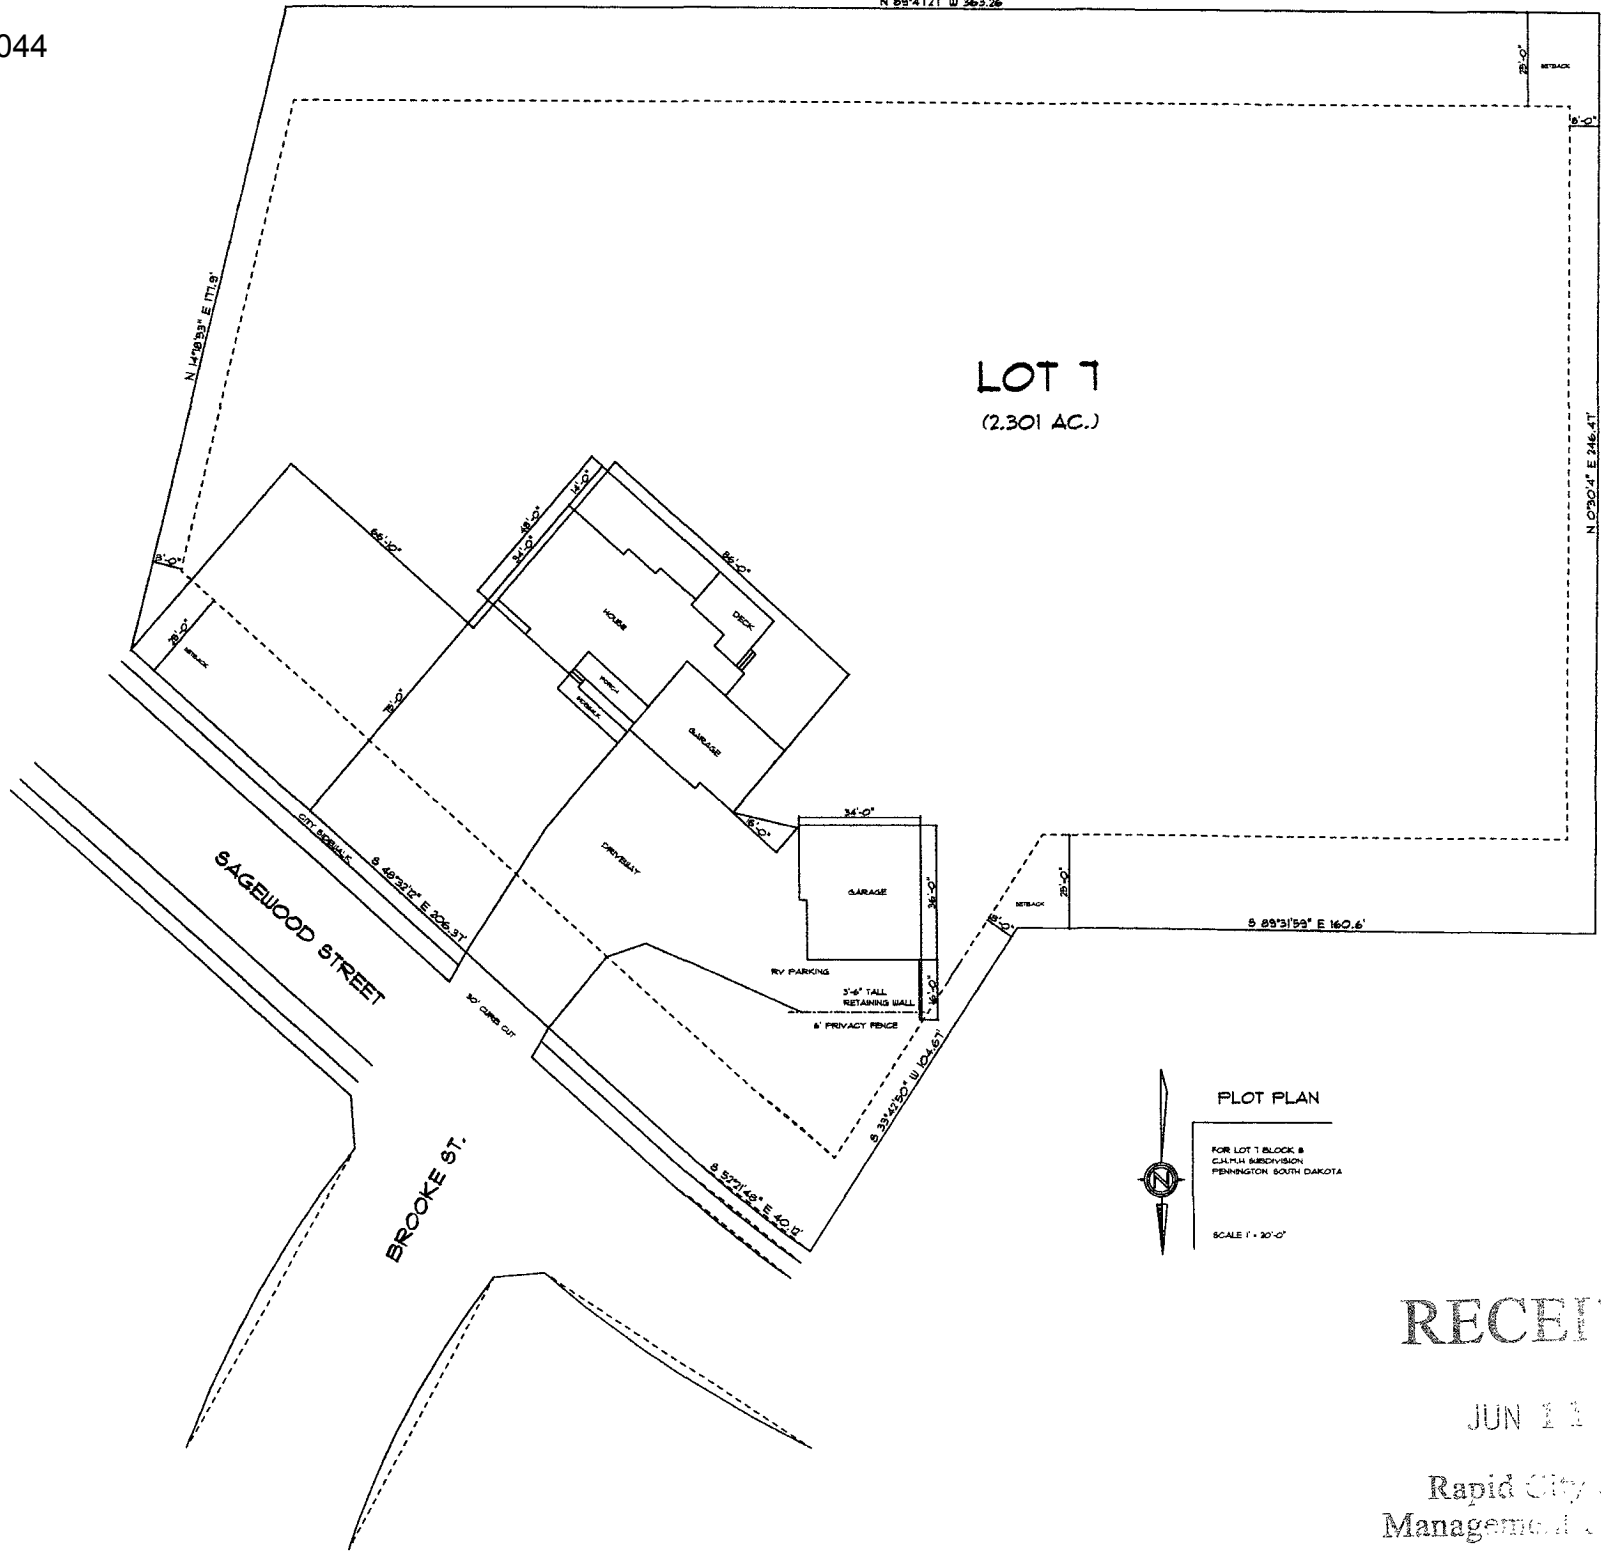 044
N 89°41'21" W 363.26
25'-0"
SETBACK
8'-0"
N 14°18'33" E 177.9'
LOT 7
(2.301 AC.)
N 0°30'4" E 246.47'
14'-0"
48'-0"
34'-0"
66'-10"
86'-0"
8'-0"
HOUSE
DECK
25'-0"
SETBACK
PORCH
SIDEWALK
75'-0"
GARAGE
34'-0"
16'-0"
CITY SIDEWALK
DRIVEWAY
GARAGE
36'-0"
25'-0"
SETBACK
8'-0"
S 89°31'59" E 160.6'
SAGEWOOD STREET
S 48°32'12" E 206.37'
RV PARKING
3'-6" TALL
RETAINING WALL
16'-0"
6' PRIVACY FENCE
30' CURB CUT
S 33°42'50" W 104.67'
BROOKE ST.
S 52°21'48" E 40.12'
PLOT PLAN
N
FOR LOT 7 BLOCK 8
C.H.M.H SUBDIVISION
PENNINGTON SOUTH DAKOTA
SCALE 1" = 20'-0"
RECEI
JUN 11
Rapid City
Management